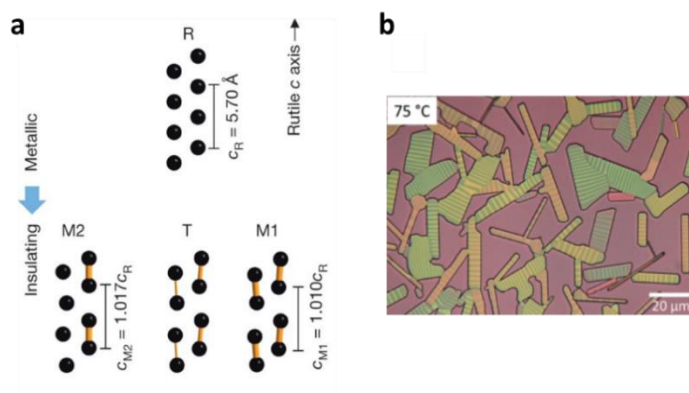 a
R
Rutile c axis →
c_R = 5.70 Å
Metallic
Insulating
M2
T
M1
c_M2 = 1.017c_R
c_M1 = 1.010c_R
b
75 °C
20 μm